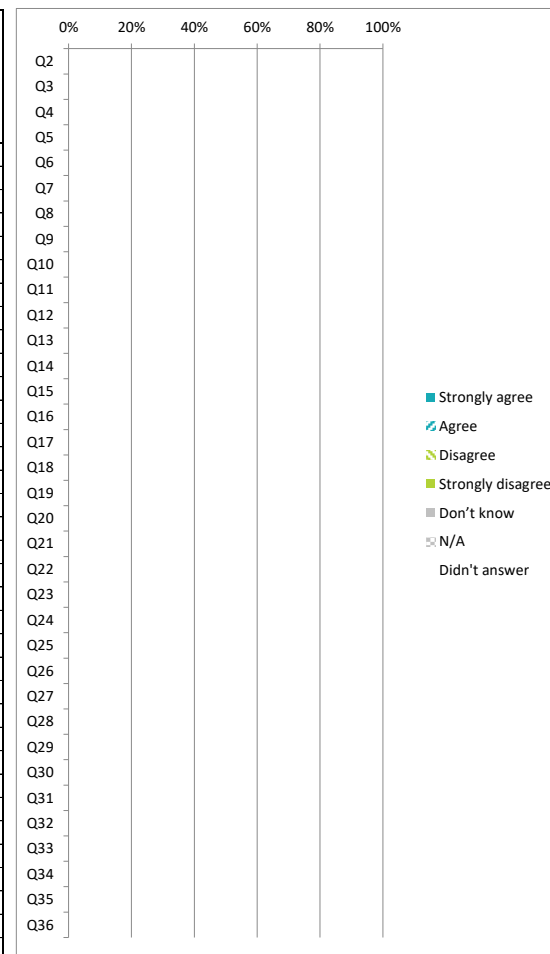 0% 20% 40% 60% 80% 100%
Q2
Q3
Q4
Q5
Q6
Q7
Q8
Q9
Q10
Q11
Q12
Q13
Q14
Q15
Q16
Q17
Q18
Q19
Q20
Q21
Q22
Q23
Q24
Q25
Q26
Q27
Q28
Q29
Q30
Q31
Q32
Q33
Q34
Q35
Q36
Strongly agree
Agree
Disagree
Strongly disagree
Don’t know
N/A
Didn't answer